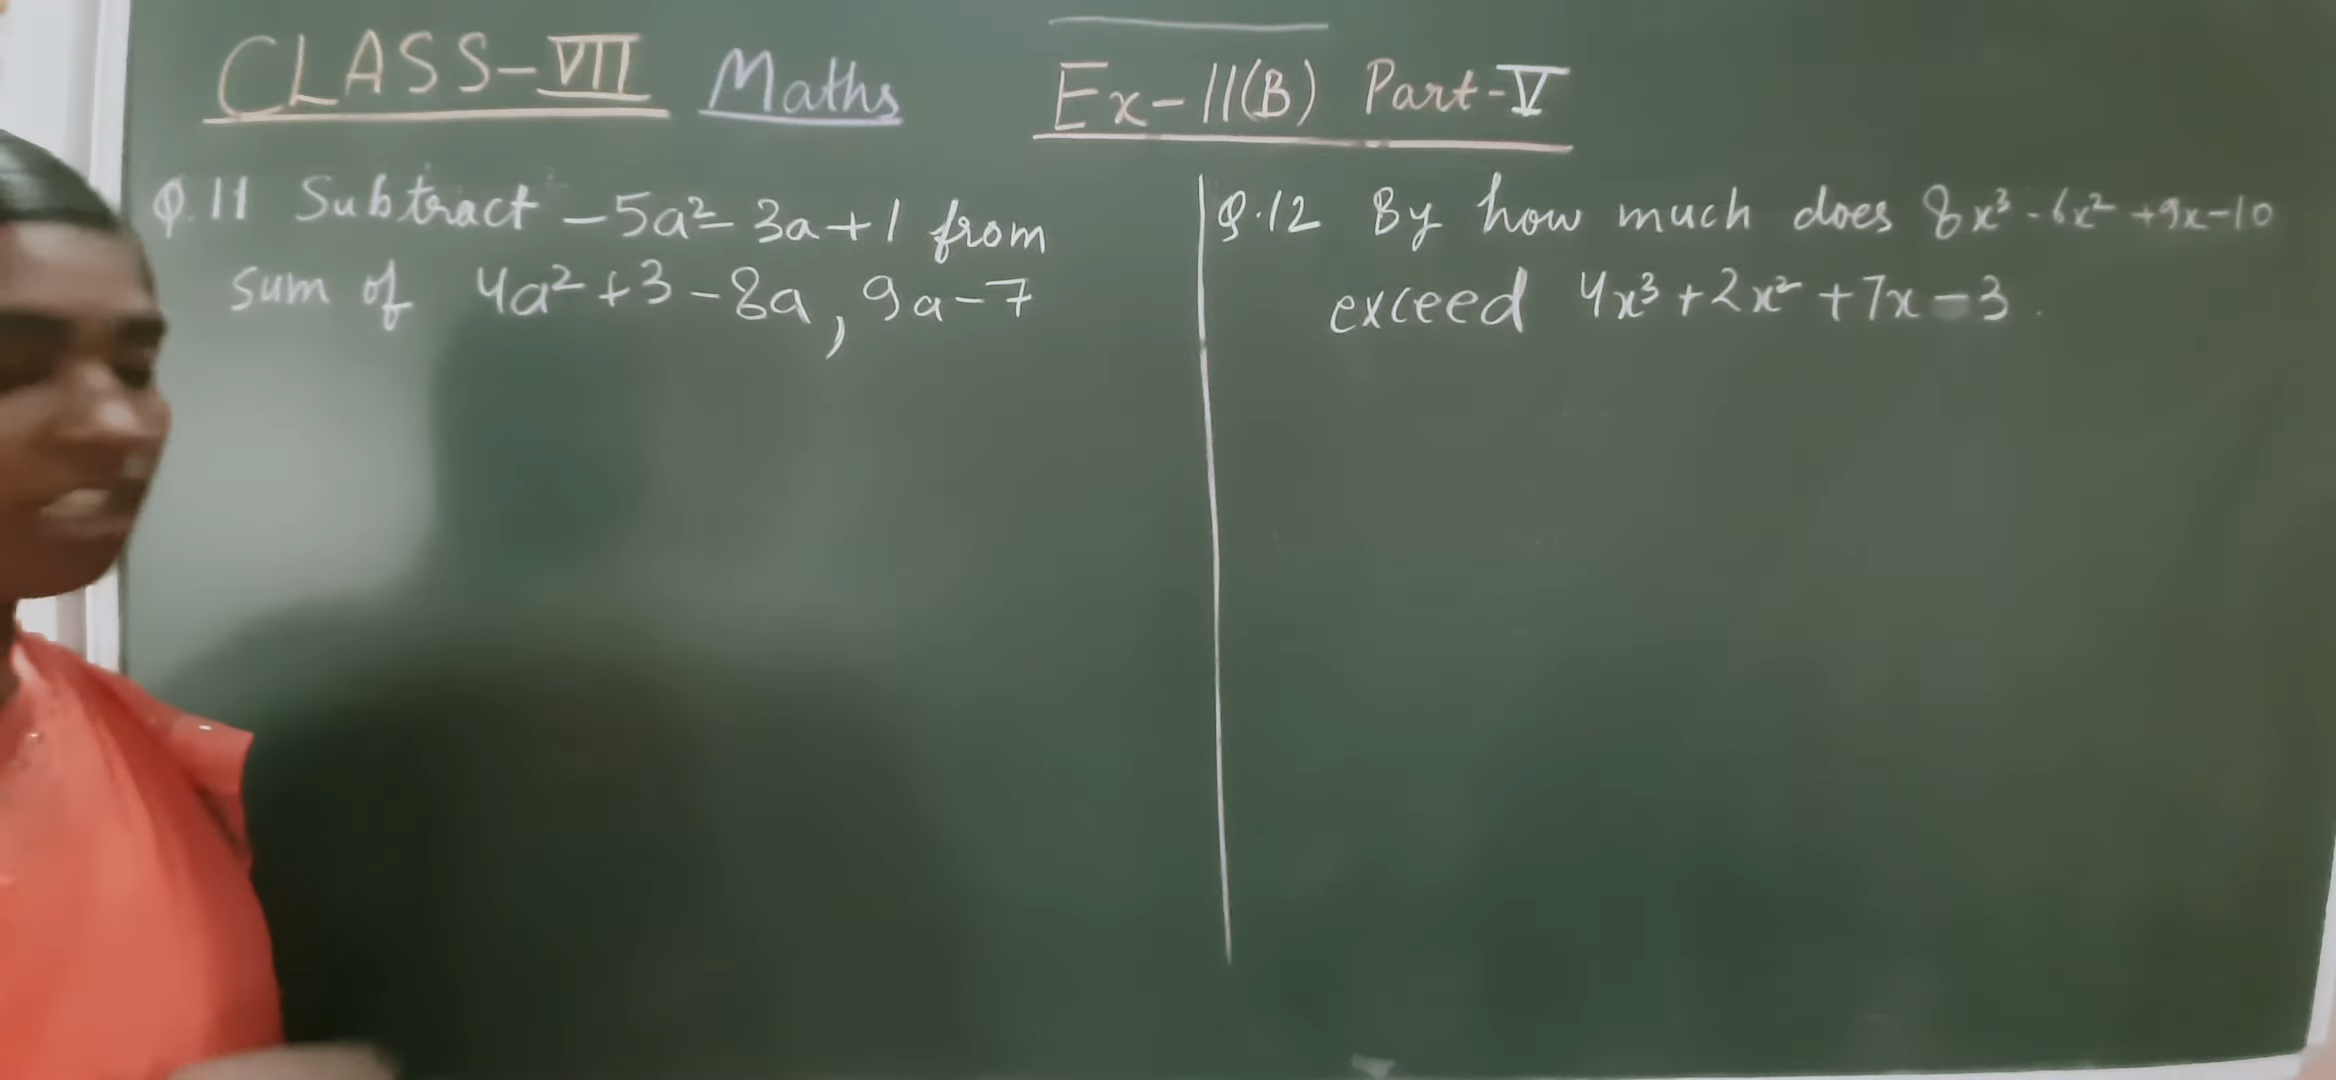 CLASS-VII Maths Ex-11(B) Part-V
Q.11 Subtract -5a²-3a+1 from
sum of 4a²+3-8a, 9a-7
Q.12 By how much does 8x³-6x²+9x-10
exceed 4x³+2x²+7x-3.